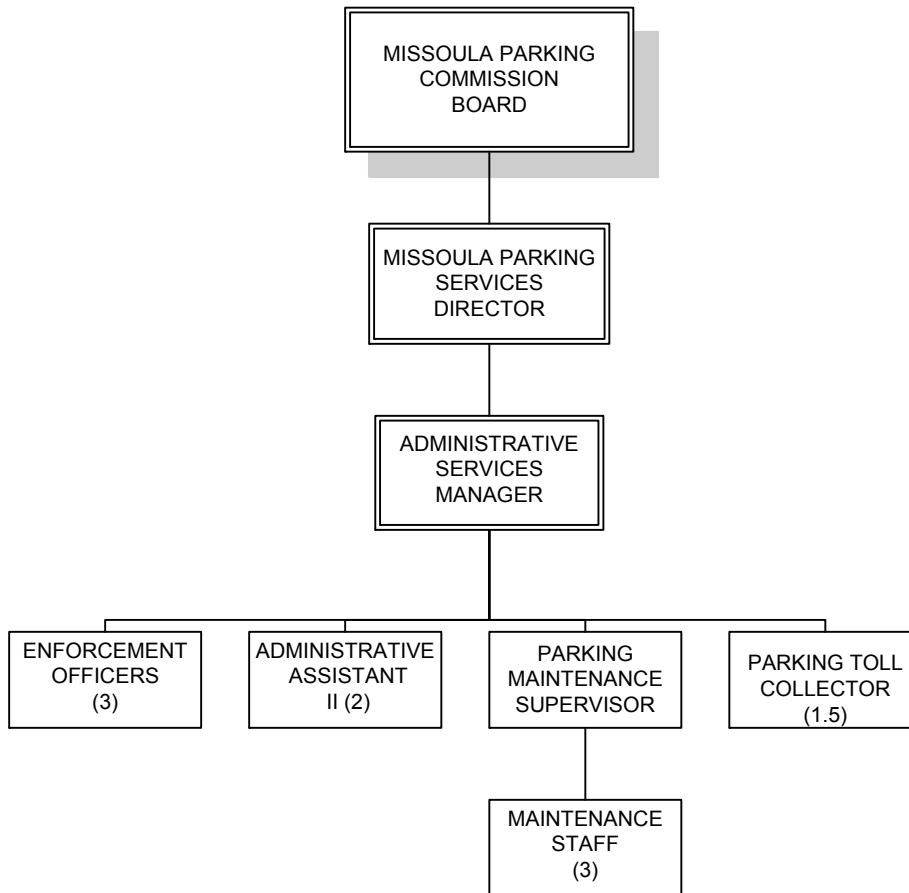 MISSOULA PARKING
COMMISSION
BOARD
MISSOULA PARKING
SERVICES
DIRECTOR
ADMINISTRATIVE
SERVICES
MANAGER
ENFORCEMENT
OFFICERS
(3)
ADMINISTRATIVE
ASSISTANT
II (2)
PARKING
MAINTENANCE
SUPERVISOR
PARKING TOLL
COLLECTOR
(1.5)
MAINTENANCE
STAFF
(3)